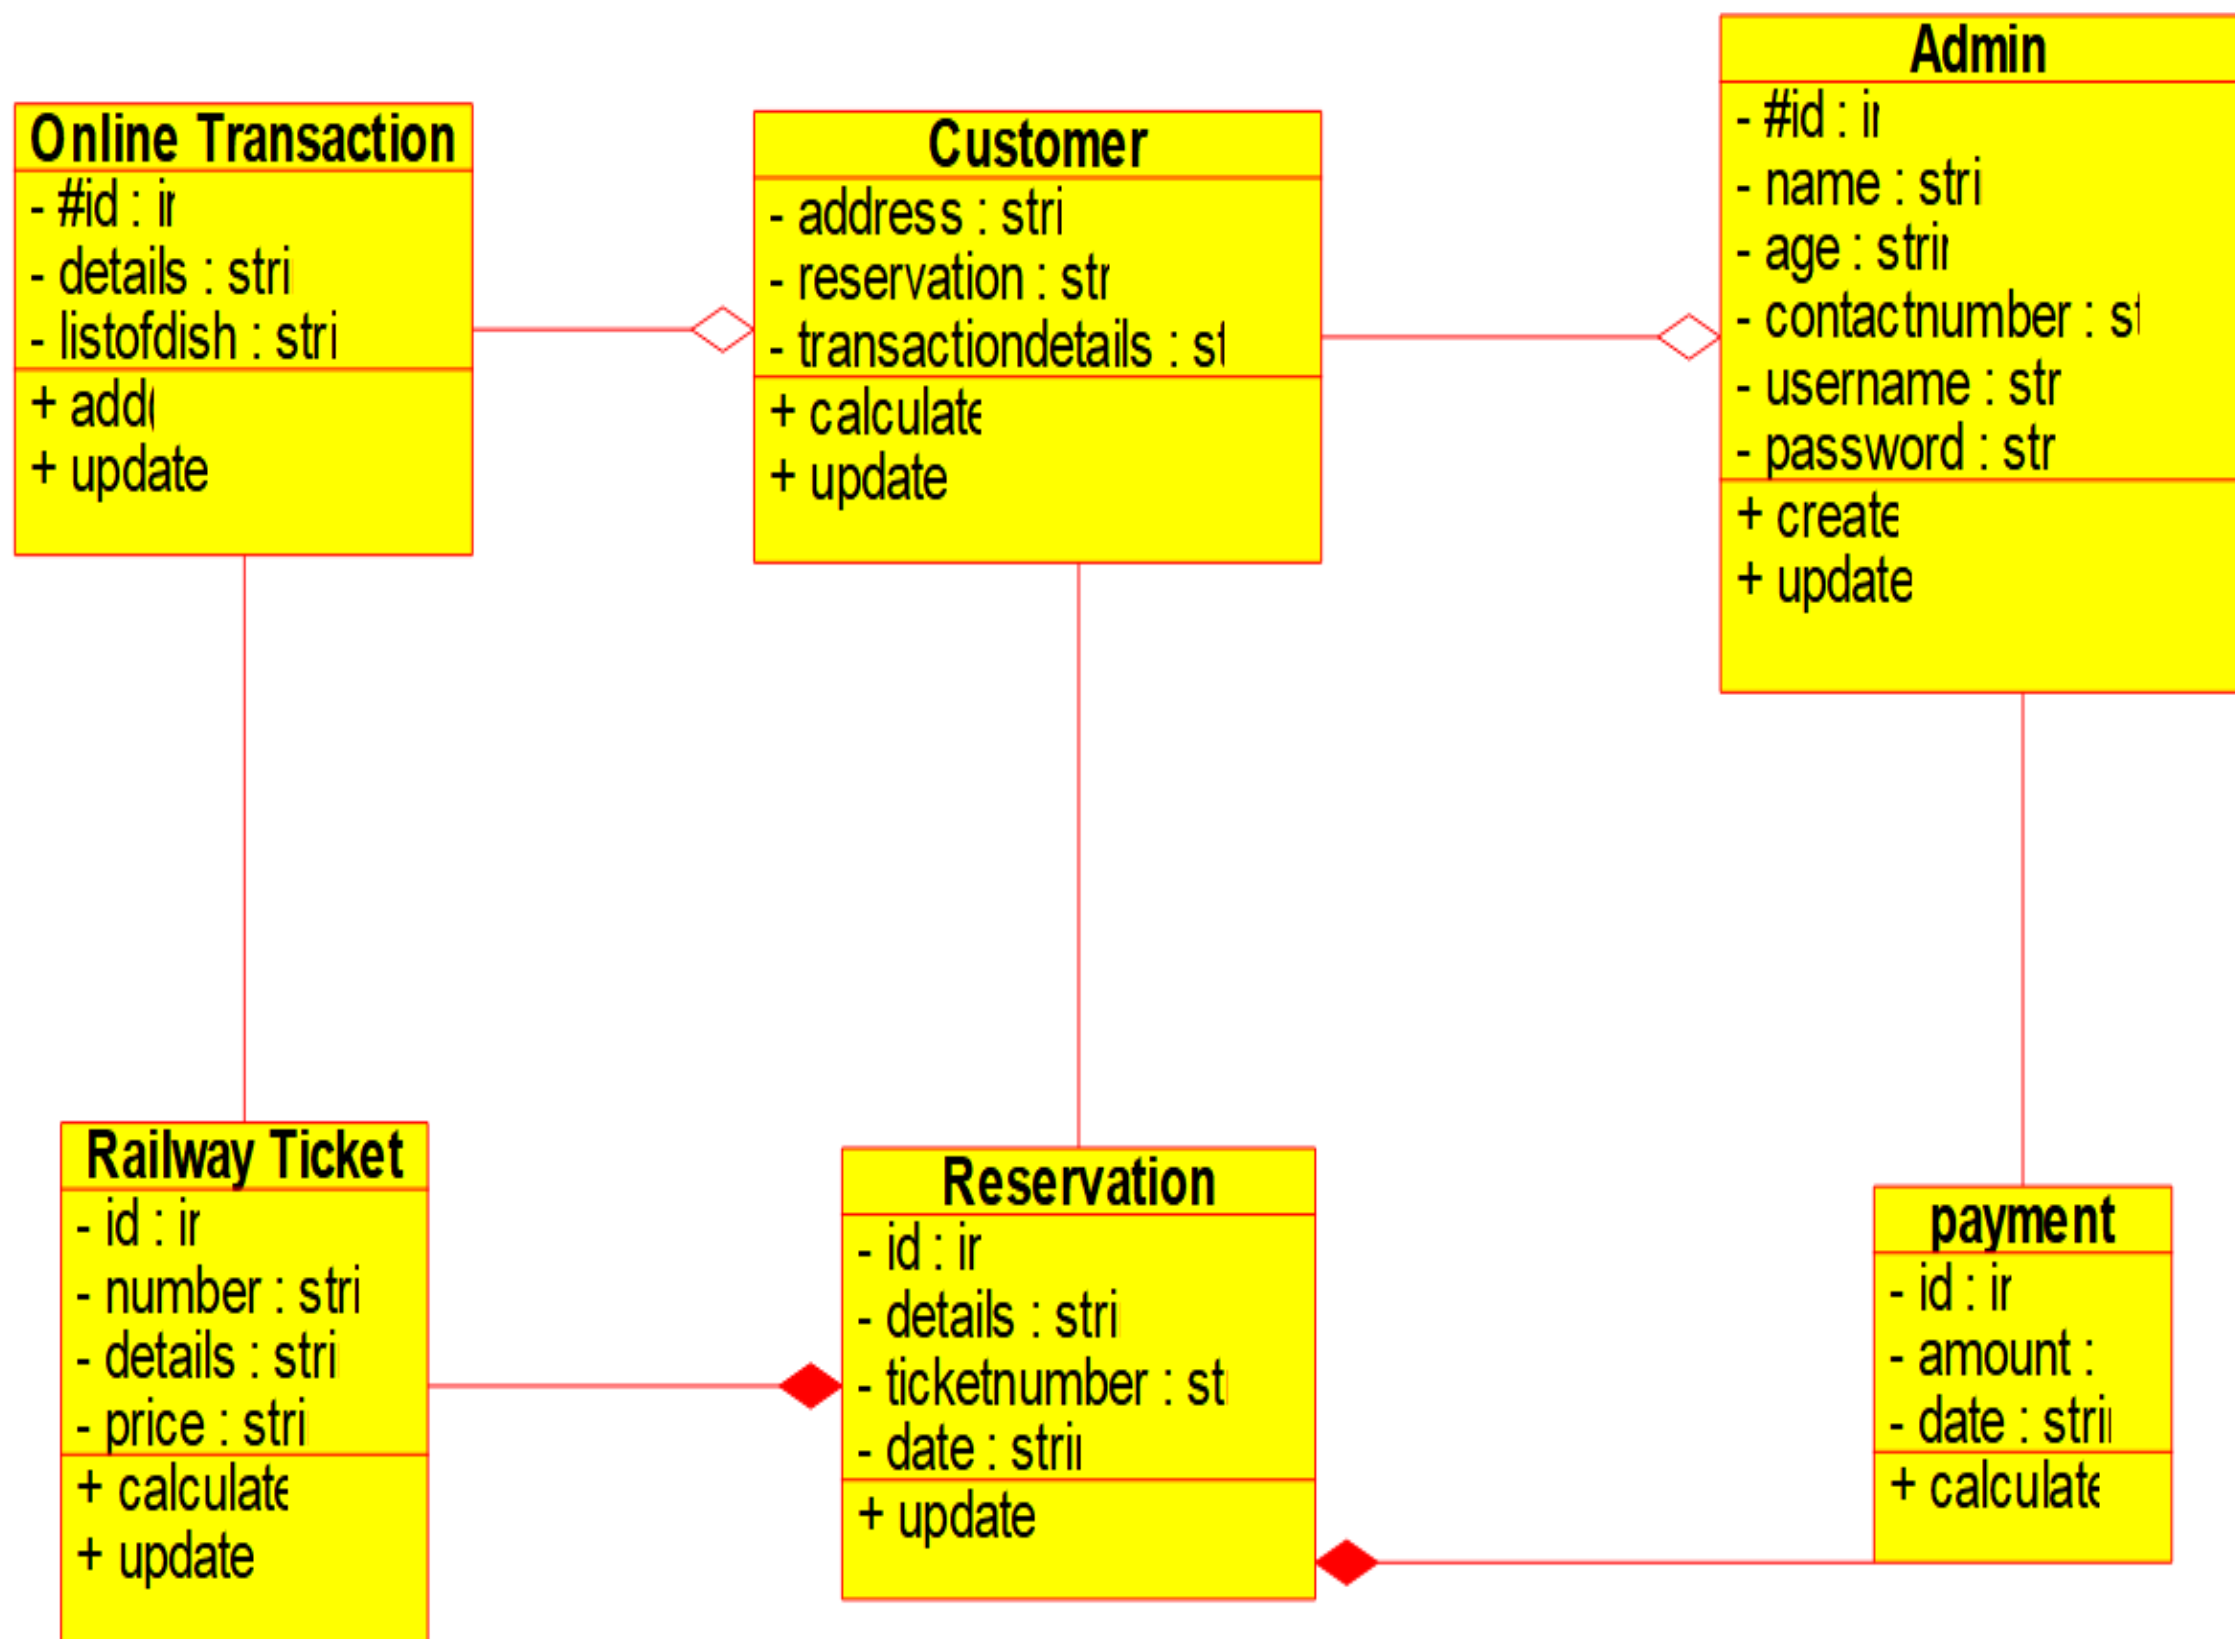 Online Transaction
- #id : ir
- details : stri
- listofdish : stri
+ add(
+ update
Customer
- address : stri
- reservation : str
- transactiondetails : st
+ calculate
+ update
Admin
- #id : ir
- name : stri
- age : strir
- contactnumber : st
- username : str
- password : str
+ create
+ update
Railway Ticket
- id : ir
- number : stri
- details : stri
- price : stri
+ calculate
+ update
Reservation
- id : ir
- details : stri
- ticketnumber : st
- date : strii
+ update
payment
- id : ir
- amount :
- date : strii
+ calculate